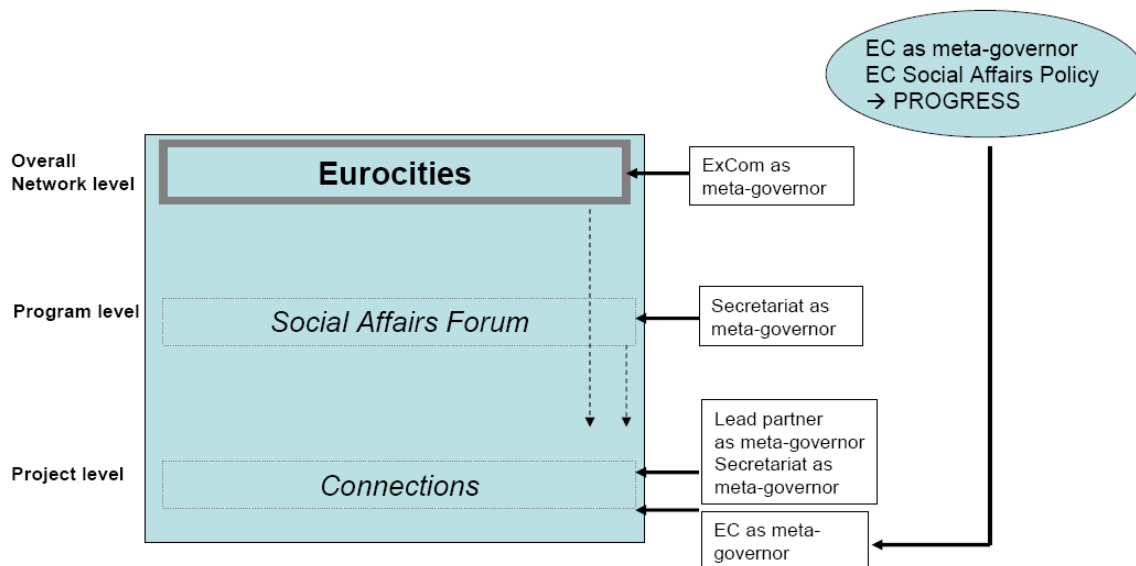 EC as meta-governor
EC Social Affairs Policy
→ PROGRESS
Overall
Network level
Eurocities
ExCom as
meta-governor
Program level
Social Affairs Forum
Secretariat as
meta-governor
Project level
Connections
Lead partner
as meta-governor
Secretariat as
meta-governor
EC as meta-
governor